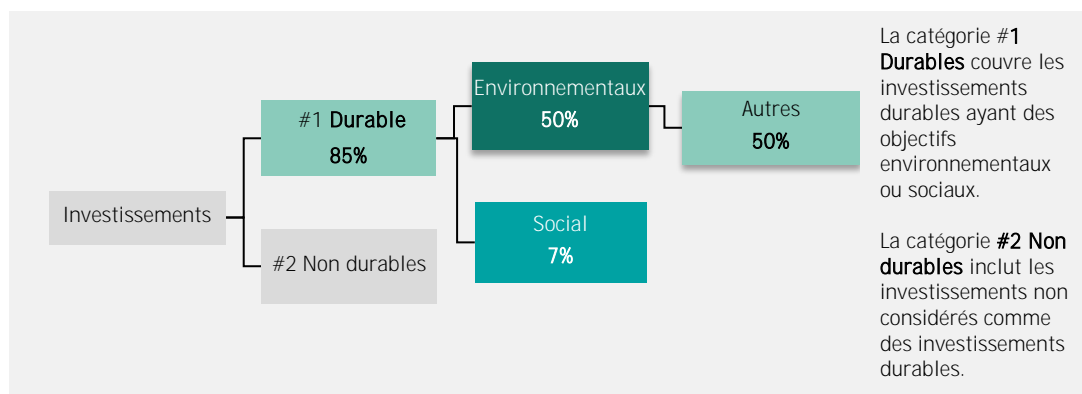 Investissements
#1 Durable
85%
#2 Non durables
Environnementaux
50%
Social
7%
Autres
50%
La catégorie #1
Durables couvre les
investissements
durables ayant des
objectifs
environnementaux
ou sociaux.
La catégorie #2 Non
durables inclut les
investissements non
considérés comme
des investissements
durables.